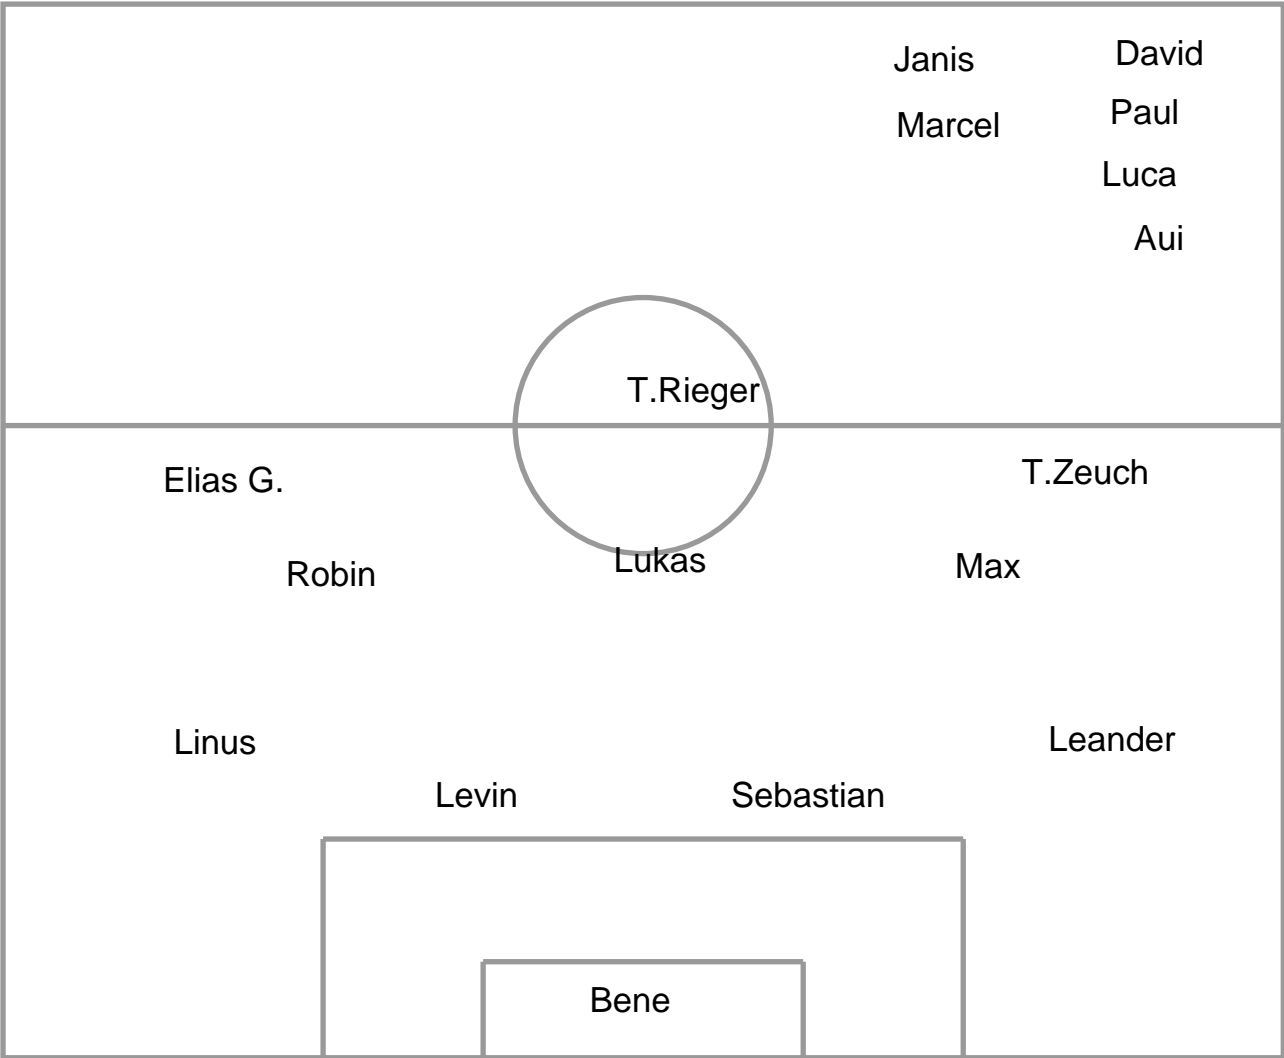 Janis
David
Marcel
Paul
Luca
Aui
T.Rieger
Elias G.
T.Zeuch
Robin
Lukas
Max
Linus
Leander
Levin
Sebastian
Bene